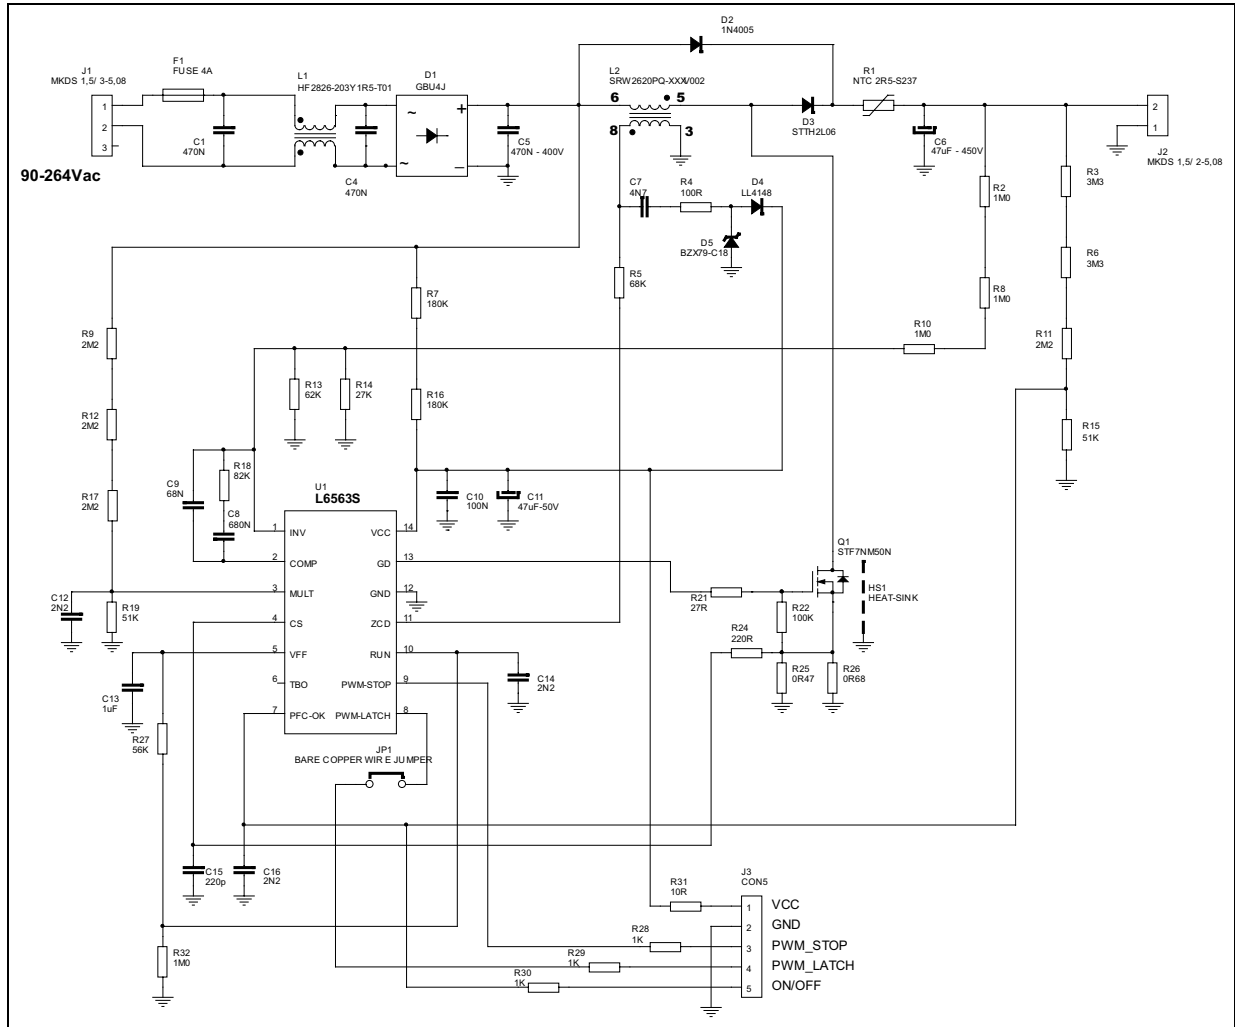 D2
1N4005
F1
FUSE 4A
J1
MKDS 1,5/ 3-5,08
L1
HF2826-203Y1R5-T01
D1
GBU4J
L2
SRW2620PQ-XXX/002
R1
NTC 2R5-S237
1
2
3
~
~
+
−
6
5
8
3
C1
470N
C4
470N
C5
470N - 400V
D3
STTH2L06
C6
47uF - 450V
2
1
J2
MKDS 1,5/ 2-5,08
90-264Vac
C7
4N7
R4
100R
D4
LL4148
D5
BZX79-C18
R2
1M0
R3
3M3
R5
68K
R6
3M3
R7
180K
R8
1M0
R9
2M2
R10
1M0
R11
2M2
R13
62K
R14
27K
R16
180K
R12
2M2
R15
51K
R18
82K
C9
68N
C8
680N
R17
2M2
U1
L6563S
C10
100N
C11
47uF-50V
1 INV
2 COMP
3 MULT
4 CS
5 VFF
6 TBO
7 PFC-OK
VCC 14
GD 13
GND 12
ZCD 11
RUN 10
PWM-STOP 9
PWM-LATCH 8
Q1
STF7NM50N
HS1
HEAT-SINK
C12
2N2
R19
51K
R21
27R
R22
100K
R24
220R
R25
0R47
R26
0R68
C13
1uF
C14
2N2
R27
56K
JP1
BARE COPPER WIRE JUMPER
C15
220p
C16
2N2
R32
1M0
R31
10R
R28
1K
R29
1K
R30
1K
J3
CON5
1 VCC
2 GND
3 PWM_STOP
4 PWM_LATCH
5 ON/OFF